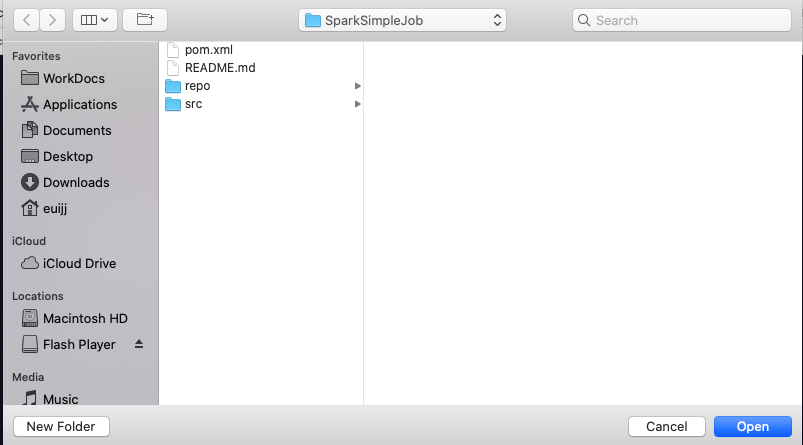 SparkSimpleJob
Search
Favorites
WorkDocs
Applications
Documents
Desktop
Downloads
euijj
iCloud
iCloud Drive
Locations
Macintosh HD
Flash Player
Media
Music
pom.xml
README.md
repo
src
New Folder
Cancel
Open